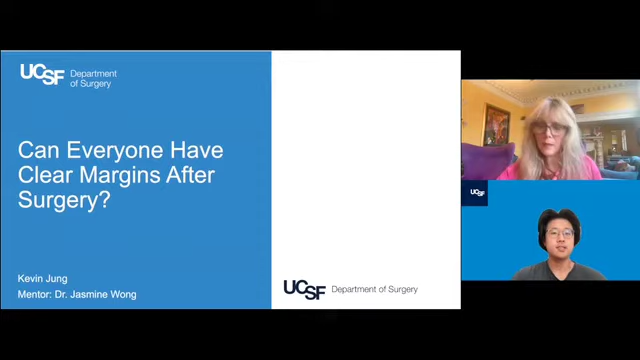 UCSF Department
of Surgery
Can Everyone Have
Clear Margins After
Surgery?
Kevin Jung
Mentor: Dr. Jasmine Wong
UCSF Department of Surgery
UCSF